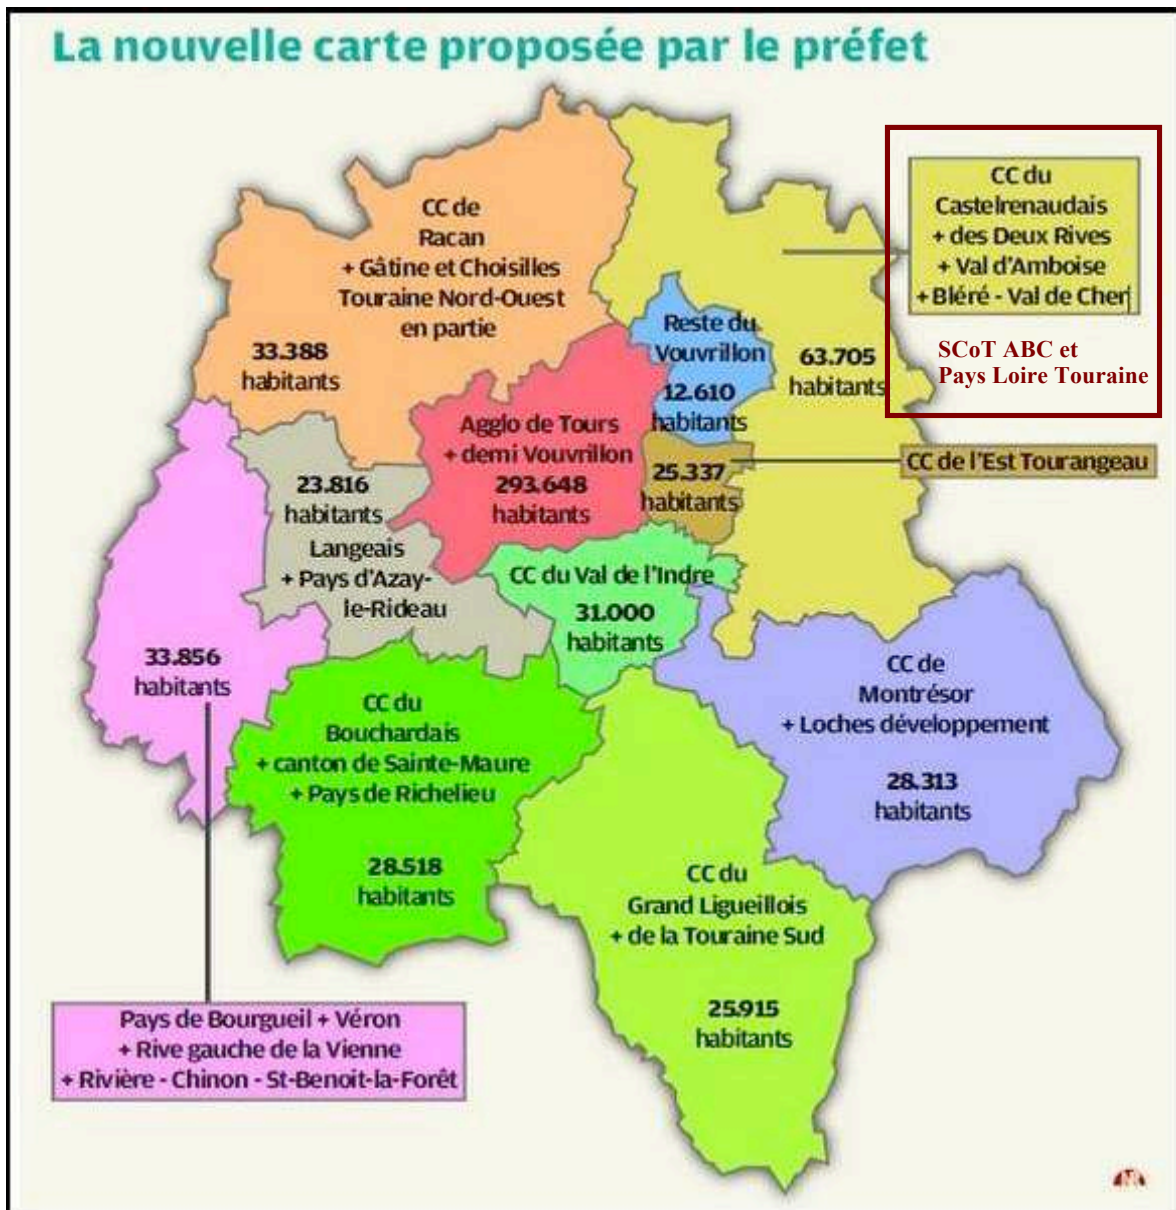 La nouvelle carte proposée par le préfet
CC de
Racan
+ Gâtine et Choisilles
Touraine Nord-Ouest
en partie
33.388
habitants
CC du
Castelrenaudais
+ des Deux Rives
+ Val d'Amboise
+ Bléré - Val de Cher
SCoT ABC et
Pays Loire Touraine
Reste du
Vouvrillon
12.610
habitants
63.705
habitants
Agglo de Tours
+ demi Vouvrillon
293.648
habitants
25.337
habitants
CC de l'Est Tourangeau
23.816
habitants
Langeais
+ Pays d'Azay-
le-Rideau
CC du Val de l'Indre
31.000
habitants
33.856
habitants
CC du
Bouchardais
+ canton de Sainte-Maure
+ Pays de Richelieu
28.518
habitants
CC de
Montrésor
+ Loches développement
28.313
habitants
CC du
Grand Ligueillois
+ de la Touraine Sud
25.915
habitants
Pays de Bourgueil + Véron
+ Rive gauche de la Vienne
+ Rivière - Chinon - St-Benoit-la-Forêt